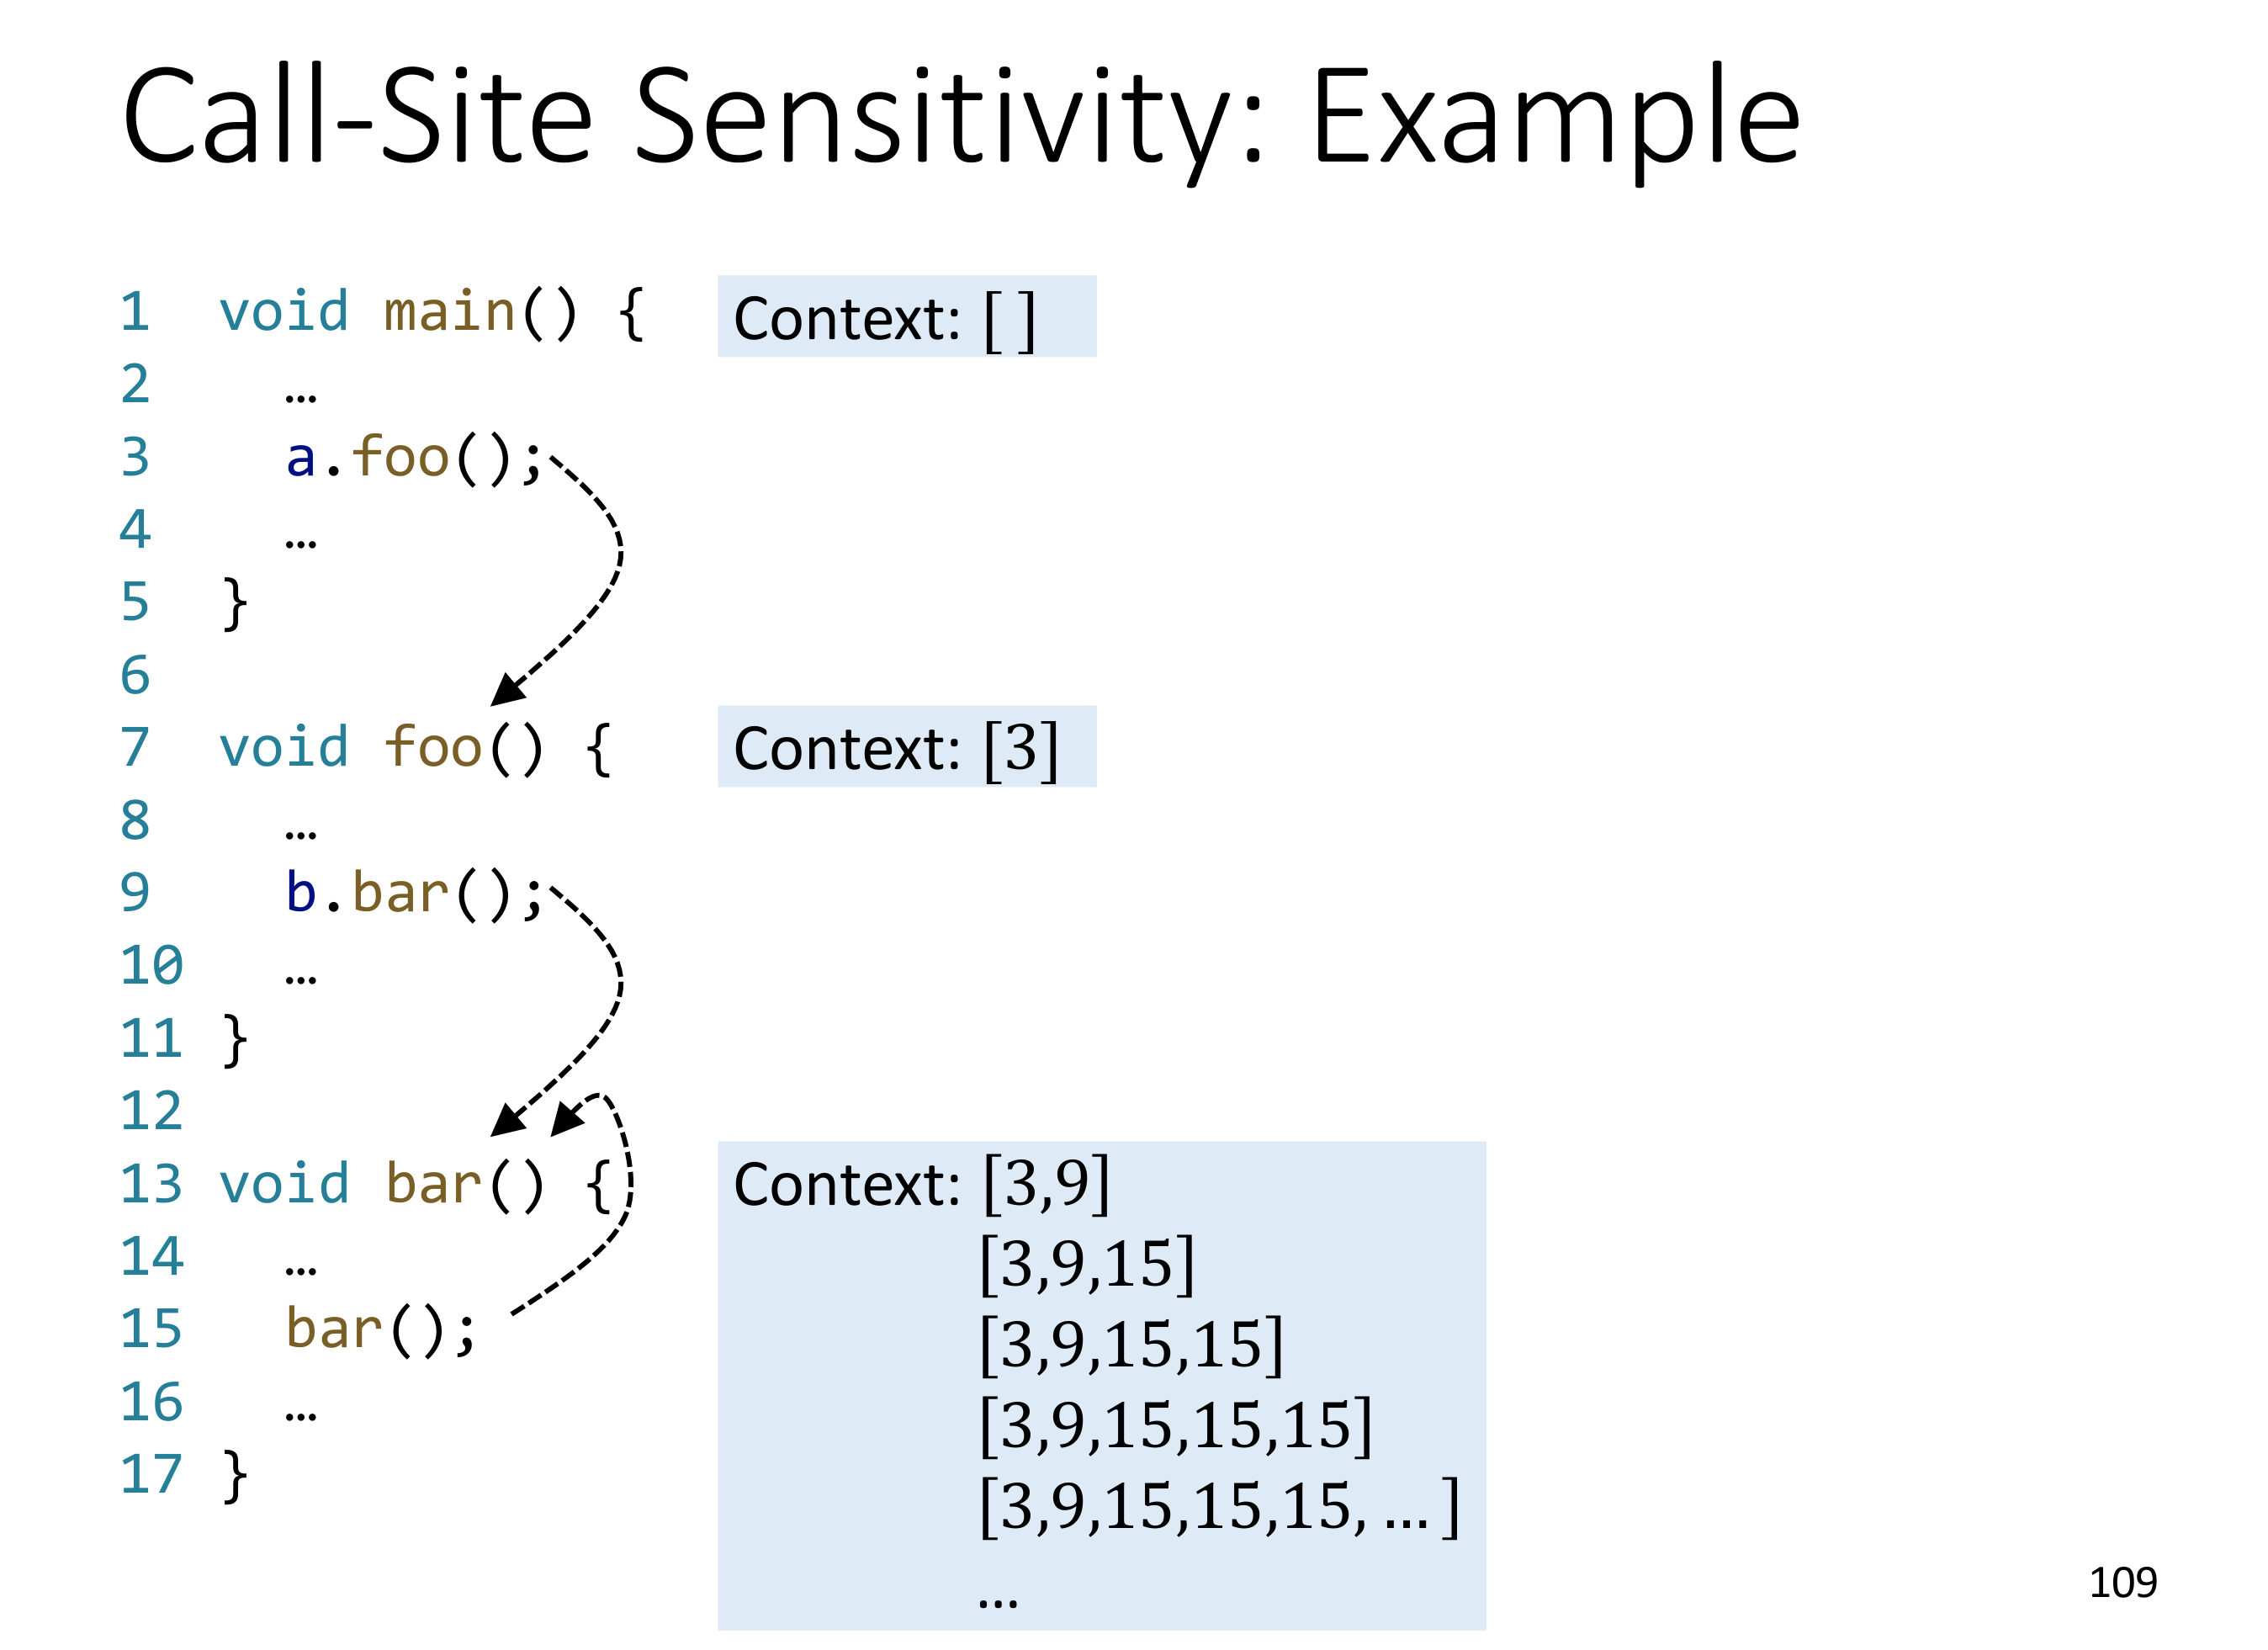 Call-Site Sensitivity: Example
1 void main() { Context: [ ]
2 …
3 a.foo();
4 …
5 }
6
7 void foo() { Context: [3]
8 …
9 b.bar();
10 …
11 }
12
13 void bar() { Context: [3,9]
14 … [3,9,15]
15 bar(); [3,9,15,15]
16 … [3,9,15,15,15]
17 } [3,9,15,15,15, … ]
…
109